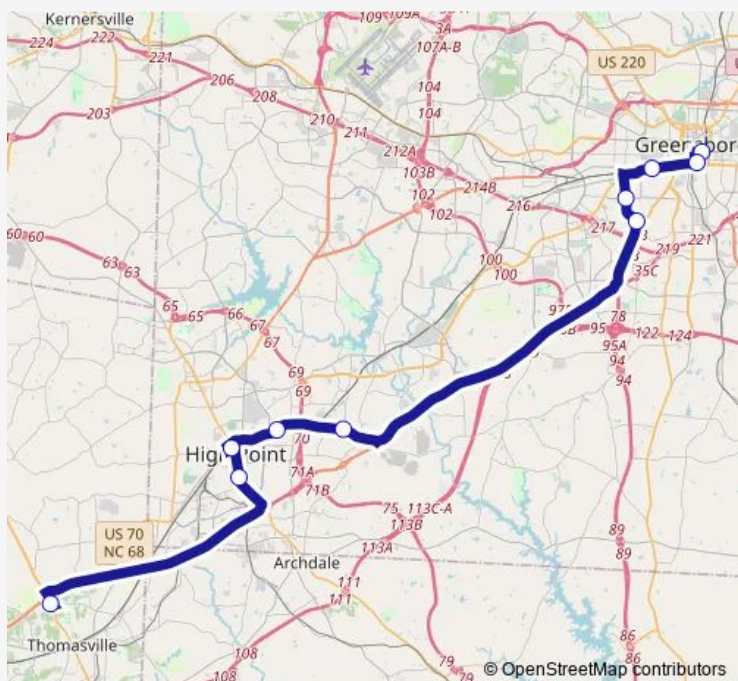 Kernersville
109
109A
3A
224
222
221
107A-B
US 220
203
206
208
210
104
211
104
212A
103B
Greensboro
102
214B
102
216
217
60
60
63
63
219
221
100
35C
100
65
65
66
67
67
97B
78
95
122
124
95A
94
94
69
69
70
High Point
71A
71B
US 70
NC 68
75
113C-A
113B
113A
89
89
Archdale
111
111
Thomasville
108
79
79
86
86
© OpenStreetMap contributors